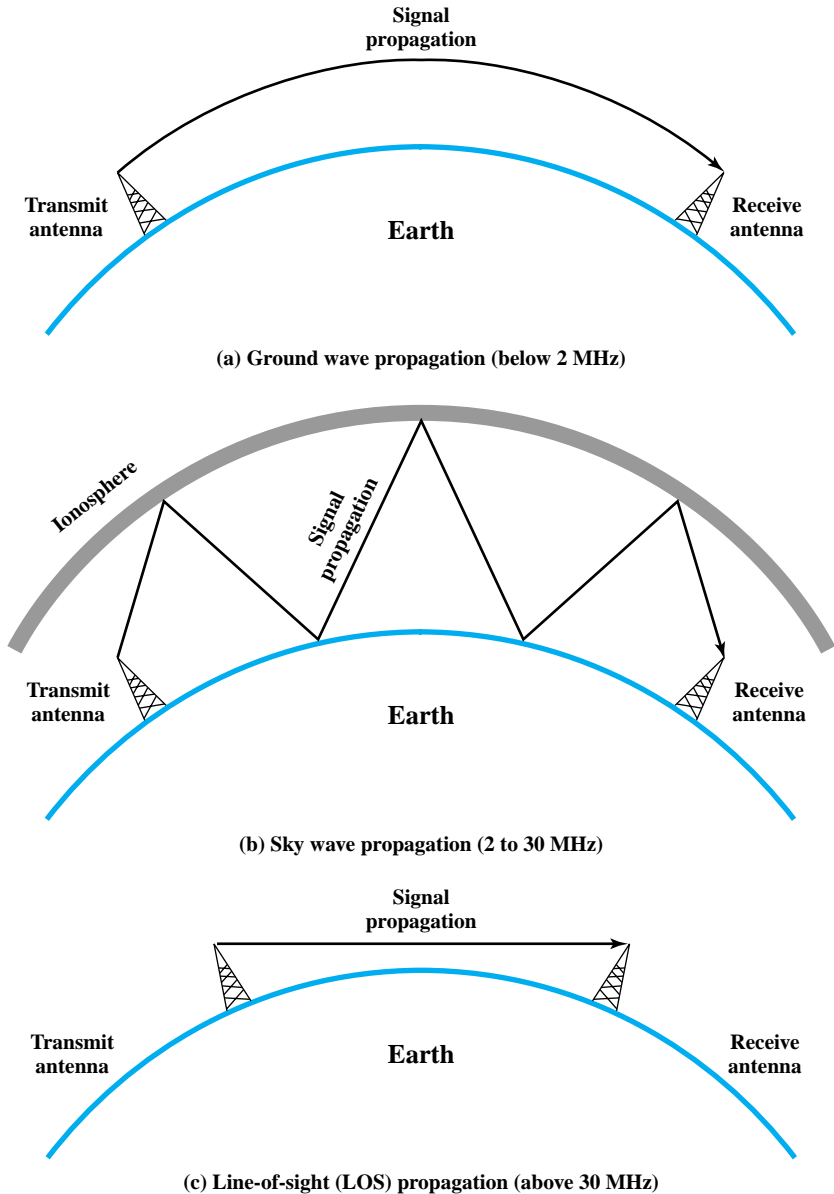 Signal
propagation
Transmit
antenna
Earth
Receive
antenna
(a) Ground wave propagation (below 2 MHz)
Ionosphere
Signal
propagation
Transmit
antenna
Earth
Receive
antenna
(b) Sky wave propagation (2 to 30 MHz)
Signal
propagation
Transmit
antenna
Earth
Receive
antenna
(c) Line-of-sight (LOS) propagation (above 30 MHz)